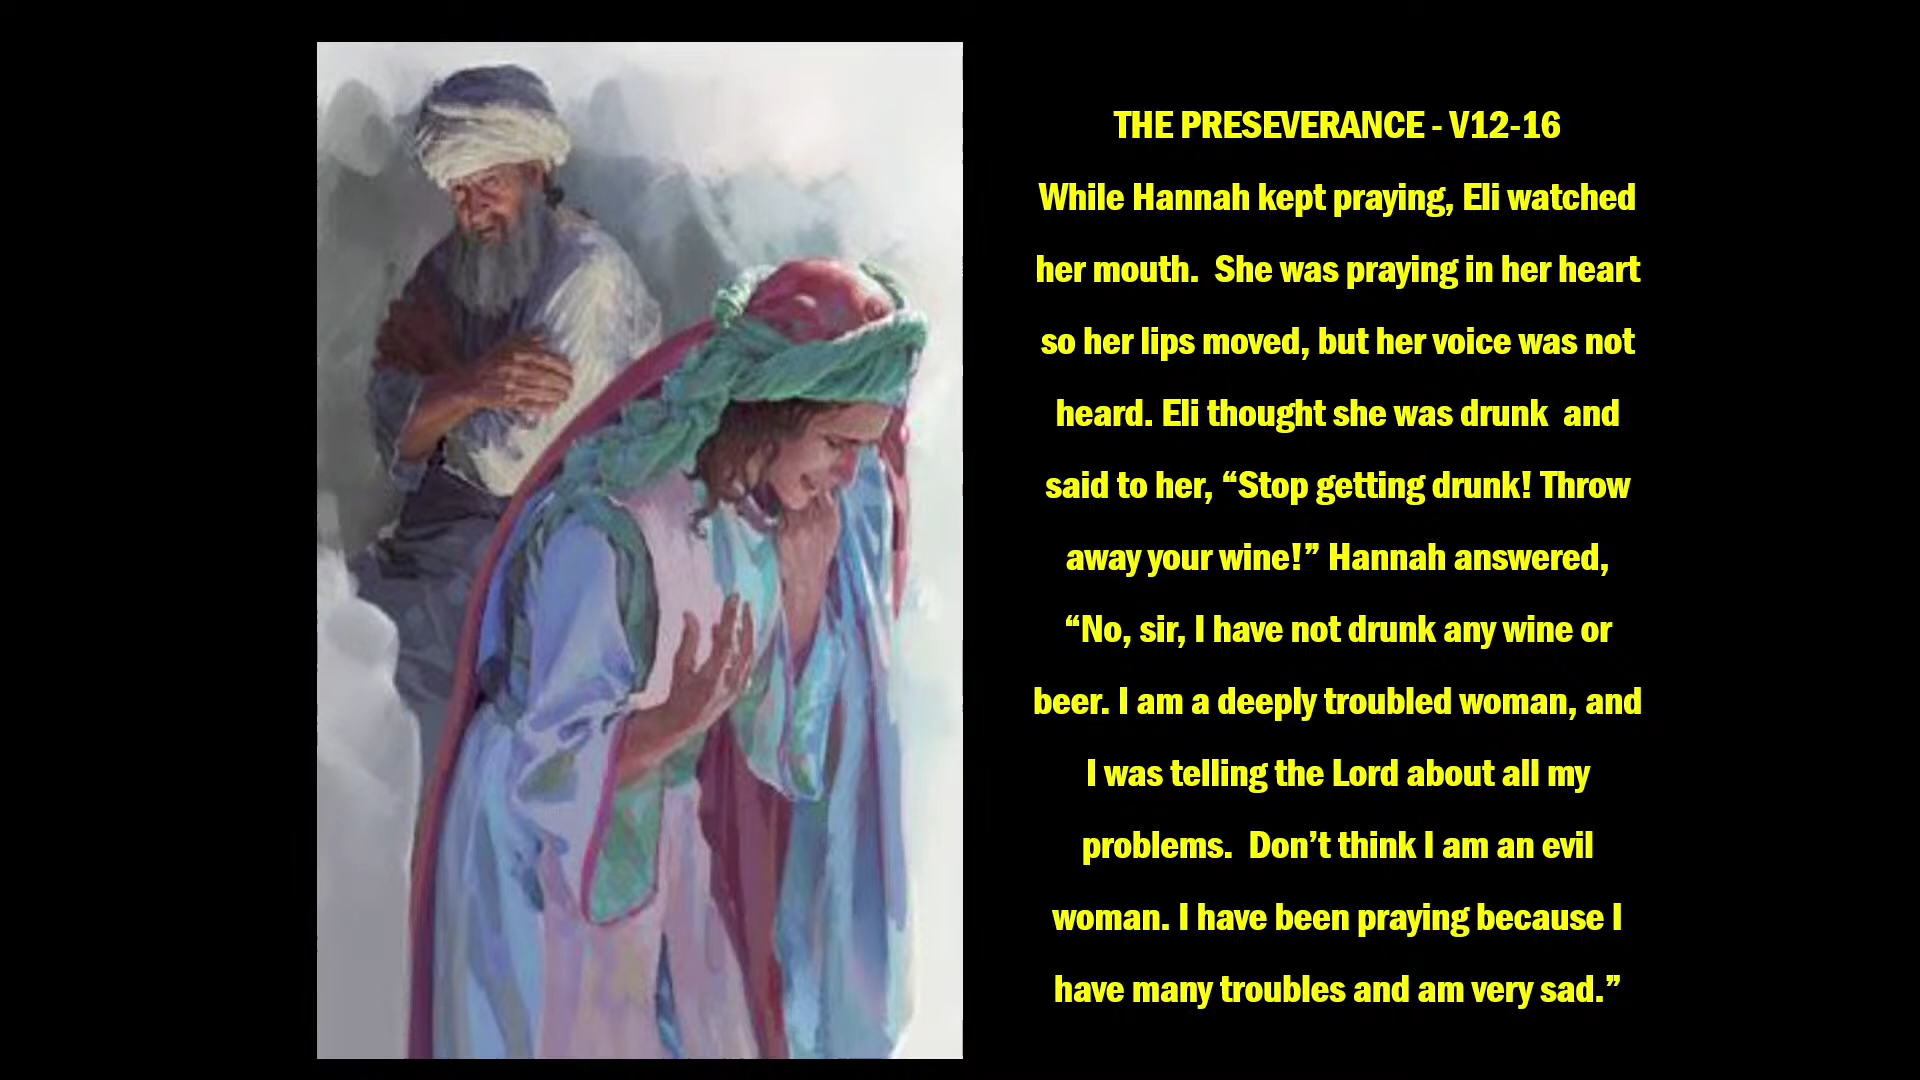 THE PRESEVERANCE - V12-16
While Hannah kept praying, Eli watched
her mouth.  She was praying in her heart
so her lips moved, but her voice was not
heard. Eli thought she was drunk  and
said to her, “Stop getting drunk! Throw
away your wine!” Hannah answered,
“No, sir, I have not drunk any wine or
beer. I am a deeply troubled woman, and
I was telling the Lord about all my
problems.  Don’t think I am an evil
woman. I have been praying because I
have many troubles and am very sad.”